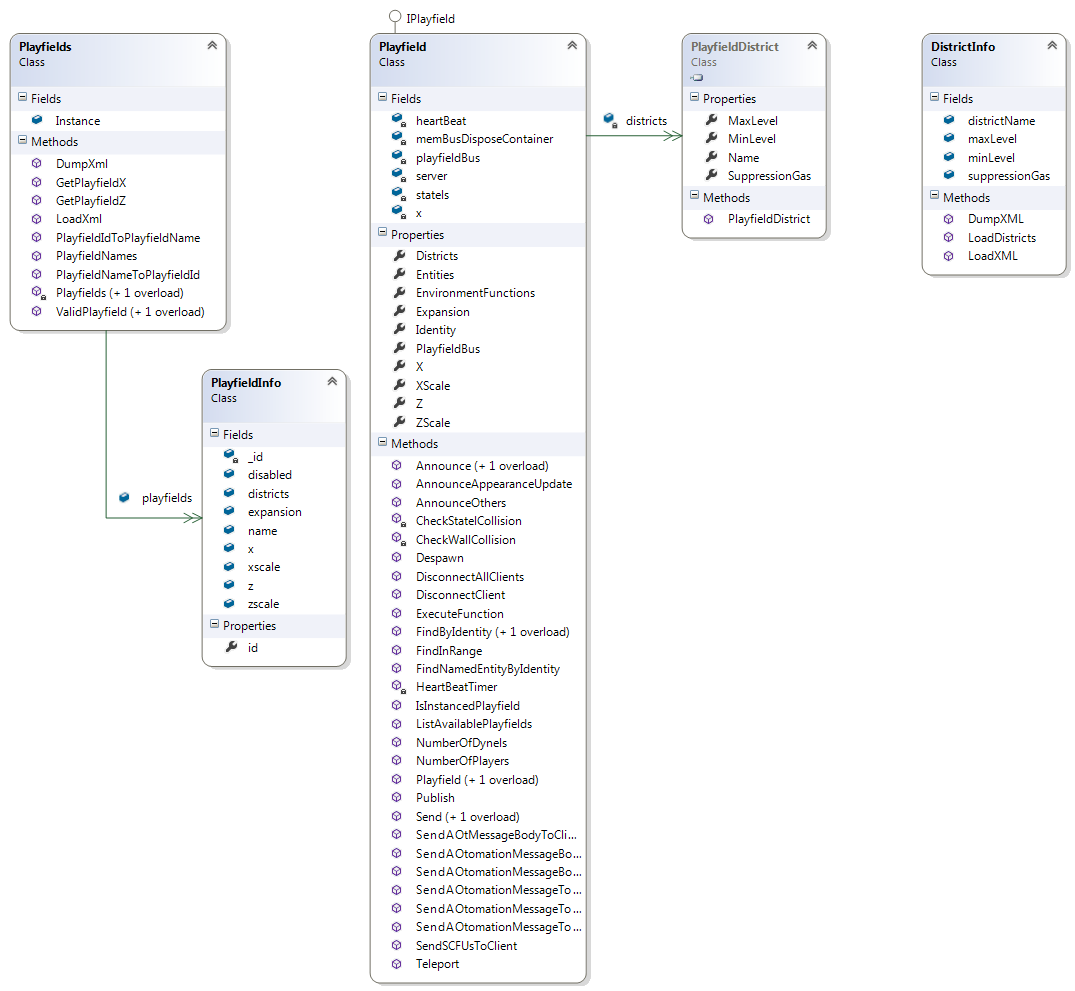 IPlayfield
Playfields
Class
Fields
Instance
Methods
DumpXml
GetPlayfieldX
GetPlayfieldZ
LoadXml
PlayfieldIdToPlayfieldName
PlayfieldNames
PlayfieldNameToPlayfieldId
Playfields (+ 1 overload)
ValidPlayfield (+ 1 overload)
playfields
PlayfieldInfo
Class
Fields
_id
disabled
districts
expansion
name
x
xscale
z
zscale
Properties
id
Playfield
Class
Fields
heartBeat
memBusDisposeContainer
playfieldBus
server
statels
x
Properties
Districts
Entities
EnvironmentFunctions
Expansion
Identity
PlayfieldBus
X
XScale
Z
ZScale
Methods
Announce (+ 1 overload)
AnnounceAppearanceUpdate
AnnounceOthers
CheckStatelCollision
CheckWallCollision
Despawn
DisconnectAllClients
DisconnectClient
ExecuteFunction
FindByIdentity (+ 1 overload)
FindInRange
FindNamedEntityByIdentity
HeartBeatTimer
IsInstancedPlayfield
ListAvailablePlayfields
NumberOfDynels
NumberOfPlayers
Playfield (+ 1 overload)
Publish
Send (+ 1 overload)
SendAOtMessageBodyToCli...
SendAOtomationMessageBo...
SendAOtomationMessageBo...
SendAOtomationMessageTo...
SendAOtomationMessageTo...
SendAOtomationMessageTo...
SendSCFUsToClient
Teleport
districts
PlayfieldDistrict
Class
Properties
MaxLevel
MinLevel
Name
SuppressionGas
Methods
PlayfieldDistrict
DistrictInfo
Class
Fields
districtName
maxLevel
minLevel
suppressionGas
Methods
DumpXML
LoadDistricts
LoadXML